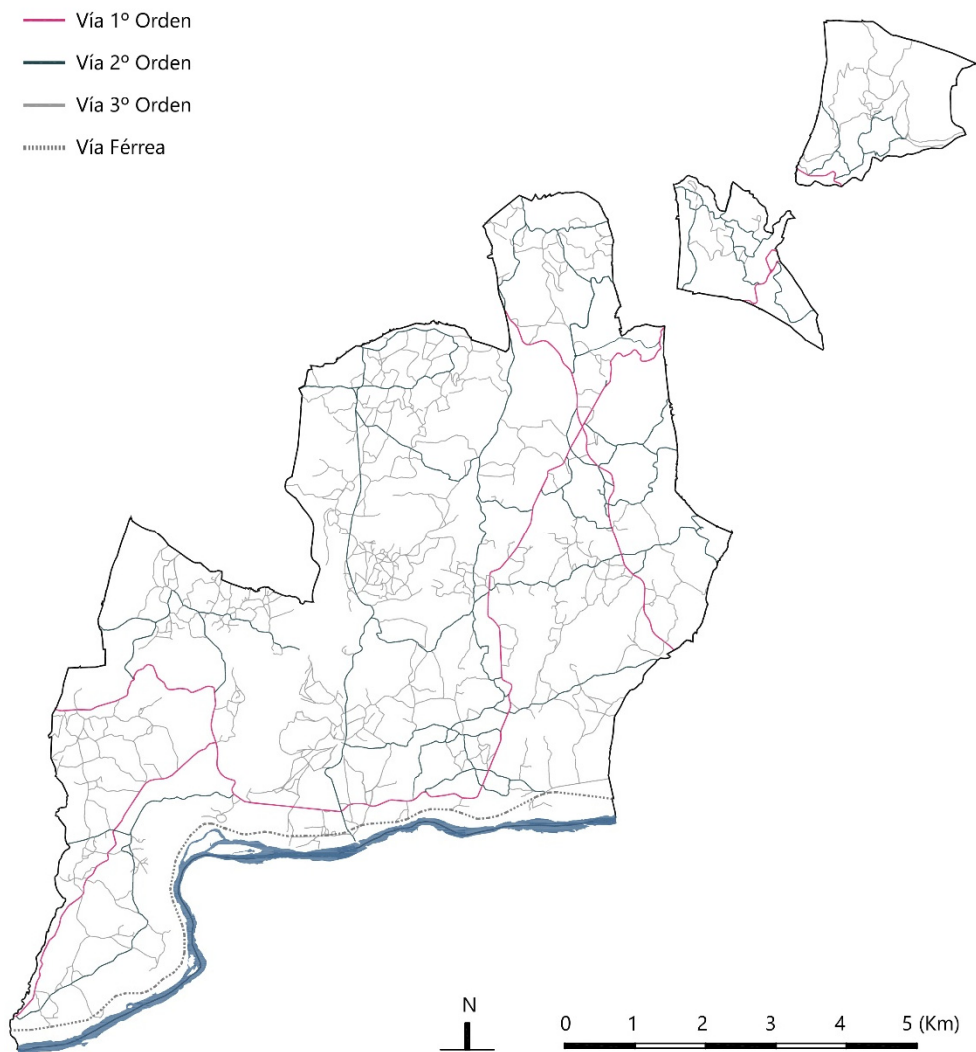 Vía 1º Orden
Vía 2º Orden
Vía 3º Orden
Vía Férrea
N
0 1 2 3 4 5 (Km)